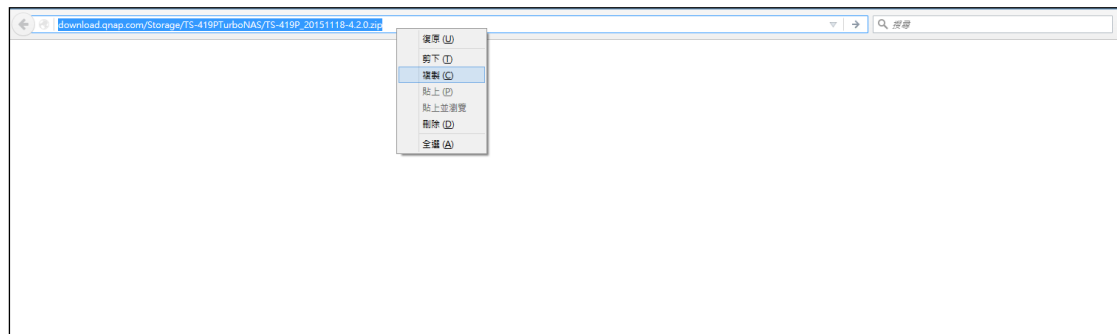 download.qnap.com/Storage/TS-419PTurboNAS/TS-419P_20151118-4.2.0.zip
搜尋
復原 (U)
剪下 (T)
複製 (C)
貼上 (P)
貼上並瀏覽
刪除 (D)
全選 (A)